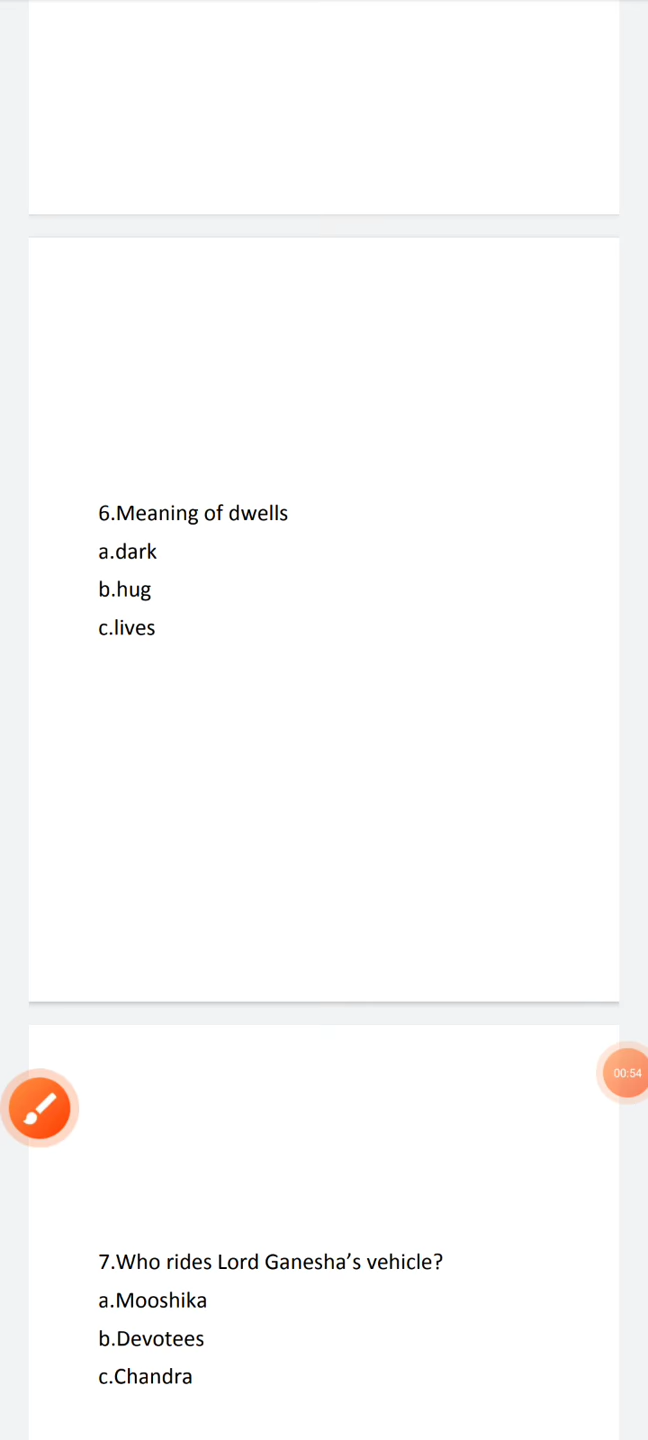 6.Meaning of dwells
a.dark
b.hug
c.lives
00:54
7.Who rides Lord Ganesha’s vehicle?
a.Mooshika
b.Devotees
c.Chandra